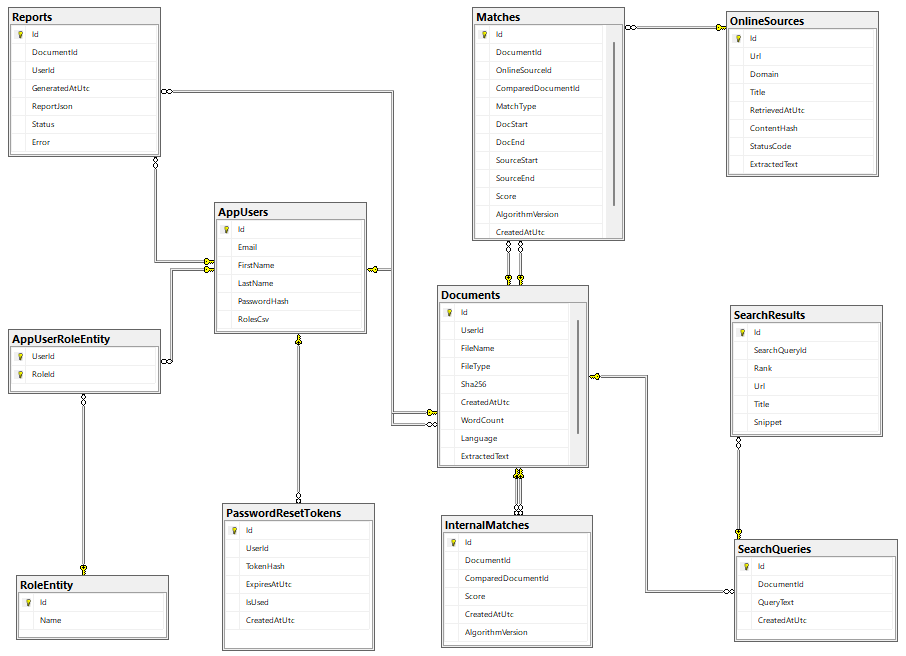 Reports
Id
DocumentId
UserId
GeneratedAtUtc
ReportJson
Status
Error
Matches
Id
DocumentId
OnlineSourceId
ComparedDocumentId
MatchType
DocStart
DocEnd
SourceStart
SourceEnd
Score
AlgorithmVersion
CreatedAtUtc
OnlineSources
Id
Url
Domain
Title
RetrievedAtUtc
ContentHash
StatusCode
ExtractedText
AppUsers
Id
Email
FirstName
LastName
PasswordHash
RolesCsv
Documents
Id
UserId
FileName
FileType
Sha256
CreatedAtUtc
WordCount
Language
ExtractedText
SearchResults
Id
SearchQueryId
Rank
Url
Title
Snippet
AppUserRoleEntity
UserId
RoleId
PasswordResetTokens
Id
UserId
TokenHash
ExpiresAtUtc
IsUsed
CreatedAtUtc
InternalMatches
Id
DocumentId
ComparedDocumentId
Score
CreatedAtUtc
AlgorithmVersion
SearchQueries
Id
DocumentId
QueryText
CreatedAtUtc
RoleEntity
Id
Name